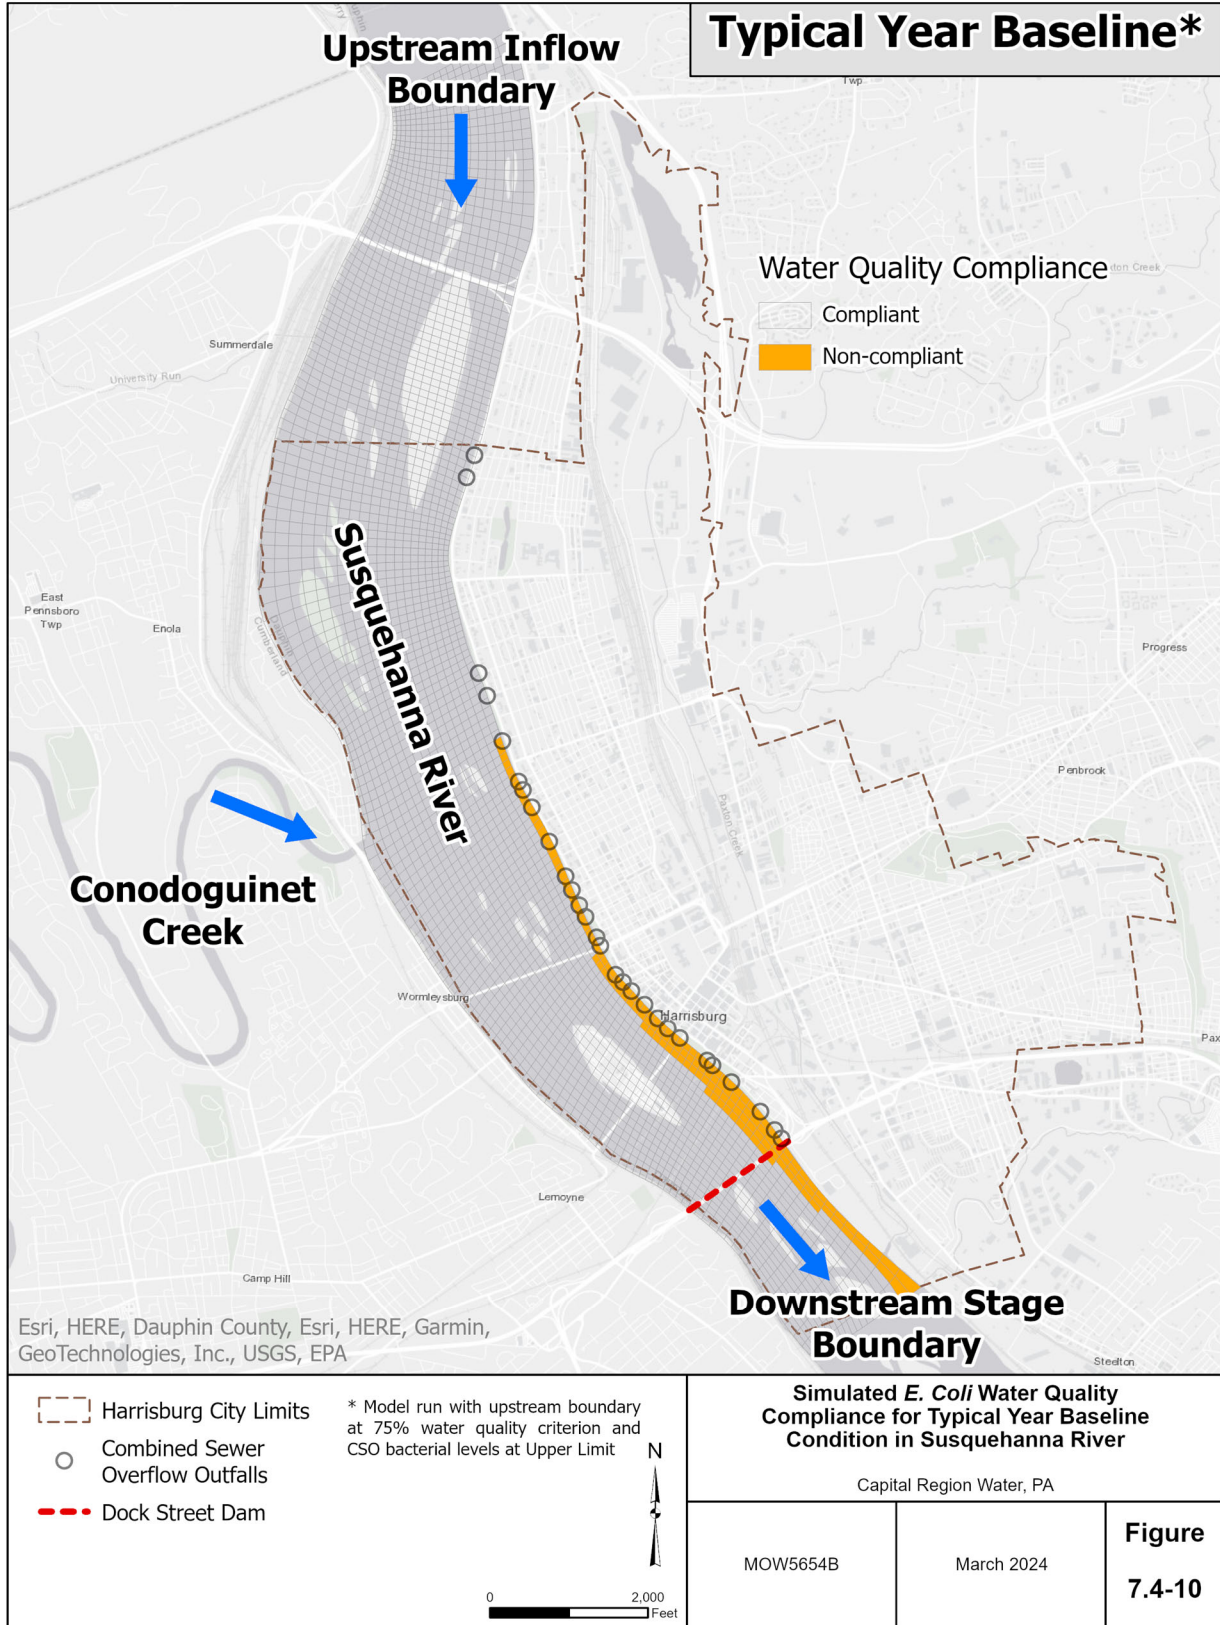 Typical Year Baseline*
Upstream Inflow
Boundary
Twp
Water Quality Compliance
Compliant
Non-compliant
Summerdale
University Run
Susquehanna River
East
Pennsboro
Twp
Enola
Cumberland
Progress
Penbrook
Paxton Creek
Conodoguinet
Creek
Wormleysburg
Harrisburg
Lemoyne
Camp Hill
Downstream Stage
Boundary
Steelton
Esri, HERE, Dauphin County, Esri, HERE, Garmin,
GeoTechnologies, Inc., USGS, EPA
Harrisburg City Limits
Combined Sewer
Overflow Outfalls
Dock Street Dam
* Model run with upstream boundary
at 75% water quality criterion and
CSO bacterial levels at Upper Limit
N
0 2,000
Feet
Simulated E. Coli Water Quality
Compliance for Typical Year Baseline
Condition in Susquehanna River
Capital Region Water, PA
MOW5654B
March 2024
Figure
7.4-10